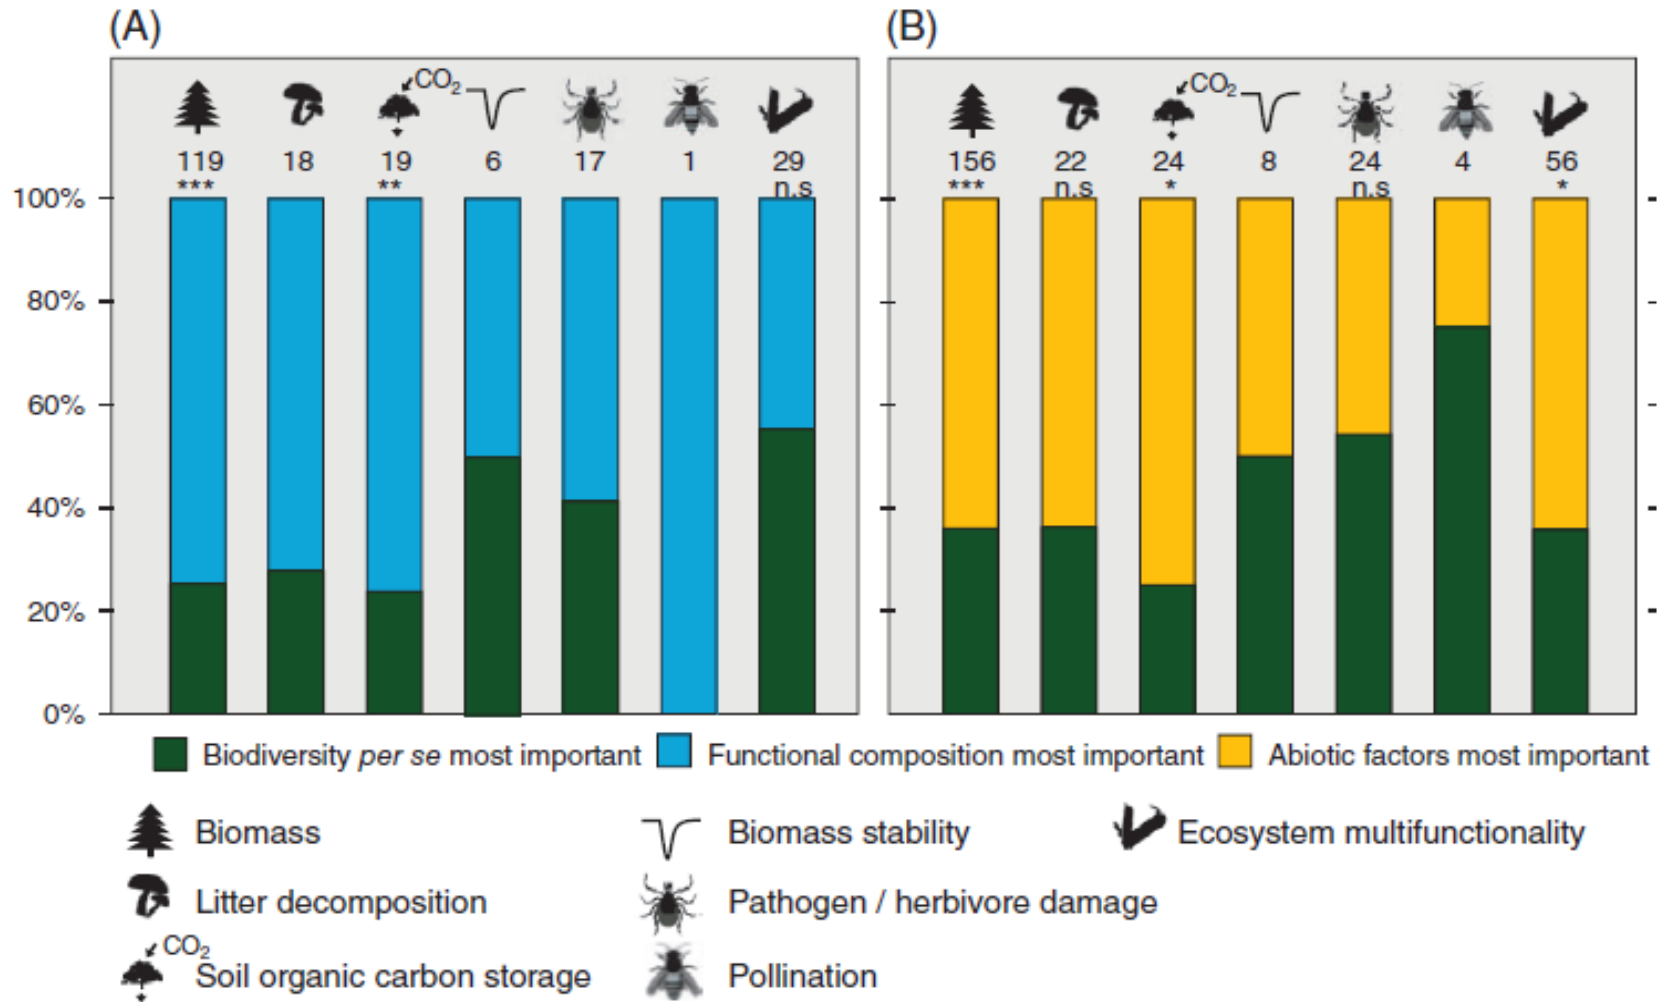 (A) (B)
CO2 CO2
119 18 19 6 17 1 29 156 22 24 8 24 4 56
*** ** n.s *** n.s * n.s *
100%
80%
60%
40%
20%
0%
Biodiversity per se most important Functional composition most important Abiotic factors most important
Biomass Biomass stability Ecosystem multifunctionality
Litter decomposition Pathogen / herbivore damage
CO2
Soil organic carbon storage Pollination